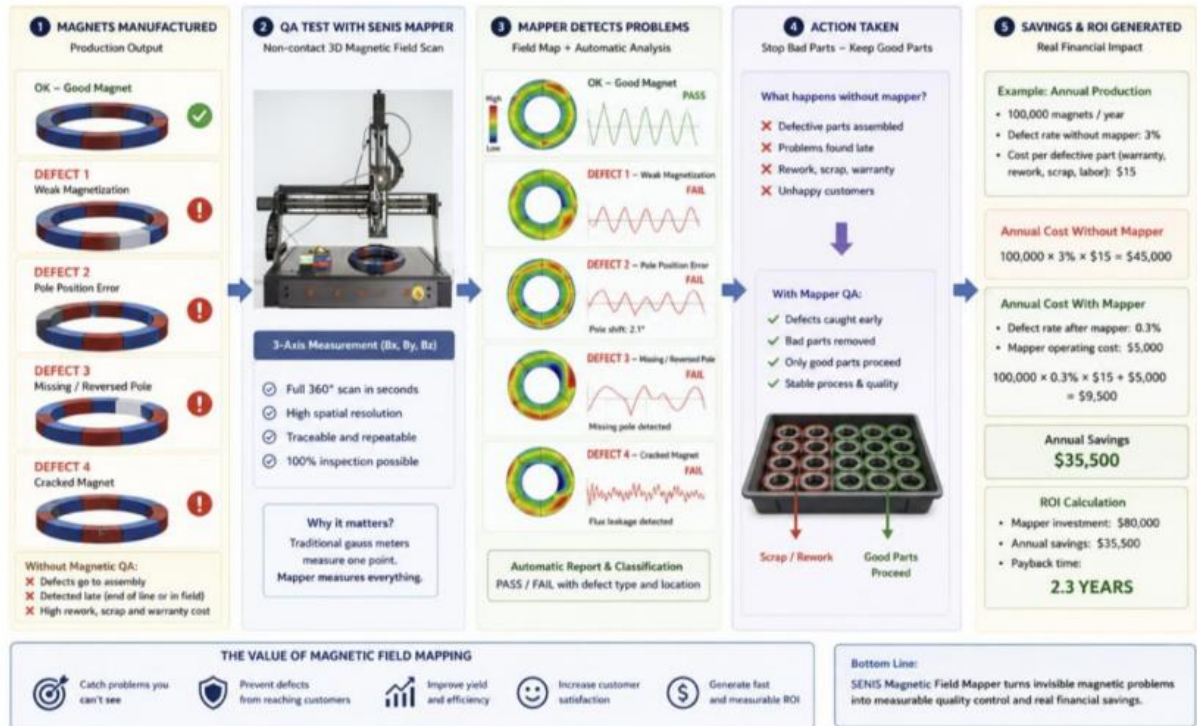 1 MAGNETS MANUFACTURED
Production Output
OK – Good Magnet
DEFECT 1
Weak Magnetization
DEFECT 2
Pole Position Error
DEFECT 3
Missing / Reversed Pole
DEFECT 4
Cracked Magnet
Without Magnetic QA:
Defects go to assembly
Detected late (end of line or in field)
High rework, scrap and warranty cost
2 QA TEST WITH SENIS MAPPER
Non-contact 3D Magnetic Field Scan
3-Axis Measurement (Bx, By, Bz)
Full 360° scan in seconds
High spatial resolution
Traceable and repeatable
100% inspection possible
Why it matters?
Traditional gauss meters
measure one point.
Mapper measures everything.
3 MAPPER DETECTS PROBLEMS
Field Map + Automatic Analysis
High
Low
OK – Good Magnet
PASS
DEFECT 1 – Weak Magnetization
FAIL
DEFECT 2 – Pole Position Error
FAIL
Pole shift: 2.1°
DEFECT 3 – Missing / Reversed Pole
FAIL
Missing pole detected
DEFECT 4 – Cracked Magnet
FAIL
Flux leakage detected
Automatic Report & Classification
PASS / FAIL with defect type and location
4 ACTION TAKEN
Stop Bad Parts – Keep Good Parts
What happens without mapper?
Defective parts assembled
Problems found late
Rework, scrap, warranty
Unhappy customers
With Mapper QA:
Defects caught early
Bad parts removed
Only good parts proceed
Stable process & quality
Scrap / Rework
Good Parts
Proceed
5 SAVINGS & ROI GENERATED
Real Financial Impact
Example: Annual Production
• 100,000 magnets / year
• Defect rate without mapper: 3%
• Cost per defective part (warranty,
rework, scrap, labor): $15
Annual Cost Without Mapper
100,000 × 3% × $15 = $45,000
Annual Cost With Mapper
• Defect rate after mapper: 0.3%
• Mapper operating cost: $5,000
100,000 × 0.3% × $15 + $5,000
= $9,500
Annual Savings
$35,500
ROI Calculation
• Mapper investment: $80,000
• Annual savings: $35,500
• Payback time:
2.3 YEARS
THE VALUE OF MAGNETIC FIELD MAPPING
Catch problems you
can't see
Prevent defects
from reaching customers
Improve yield
and efficiency
Increase customer
satisfaction
$
Generate fast
and measurable ROI
Bottom Line:
SENIS Magnetic Field Mapper turns invisible magnetic problems
into measurable quality control and real financial savings.